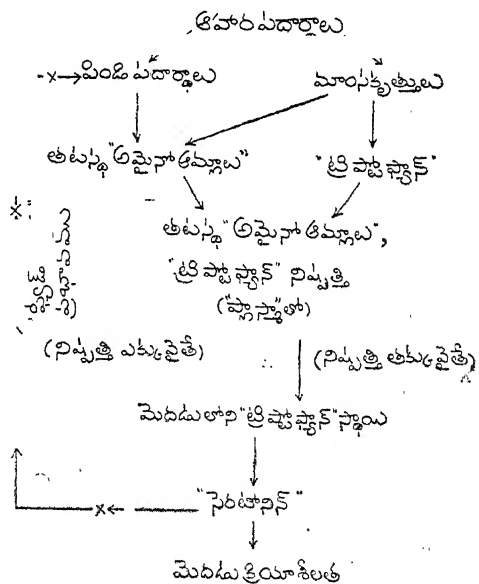 ఆహార పదార్థాలు
-x→ పిండి పదార్థాలు
మాంసకృత్తులు
తటస్థ "అమైనో ఆమ్లాలు"
"ట్రిప్టోఫ్యాన్"
x:
తటస్థ "అమైనో ఆమ్లాలు",
"ట్రిప్టోఫ్యాన్" నిష్పత్తి
("ప్లాస్మా"లో)
(నిష్పత్తి ఎక్కువైతే)
(నిష్పత్తి తక్కువైతే)
మెదడులోని "ట్రిప్టోఫ్యాన్" స్థాయి
x← "సెరటోనిన్"
మెదడు క్రియాశీలత